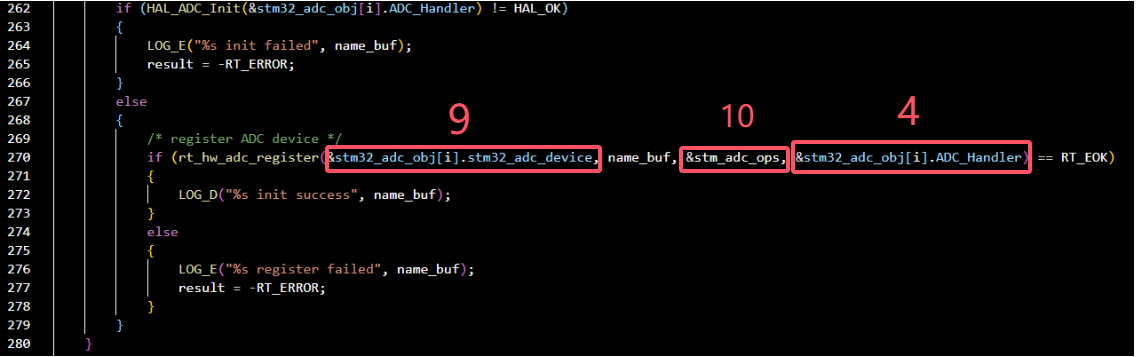 262 if (HAL_ADC_Init(&stm32_adc_obj[i].ADC_Handler) != HAL_OK)
263 {
264 LOG_E("%s init failed", name_buf);
265 result = -RT_ERROR;
266 }
267 else
268 {
9 10 4
269 /* register ADC device */
270 if (rt_hw_adc_register(&stm32_adc_obj[i].stm32_adc_device, name_buf, &stm_adc_ops, &stm32_adc_obj[i].ADC_Handler) == RT_EOK)
271 {
272 LOG_D("%s init success", name_buf);
273 }
274 else
275 {
276 LOG_E("%s register failed", name_buf);
277 result = -RT_ERROR;
278 }
279 }
280 }